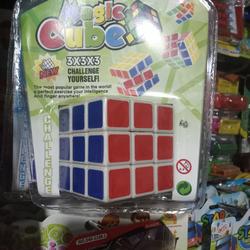 Magic
Cube
NEW
3X3X3
CHALLENGE
YOURSELF!
The most popular game in the world!
a perfect exercise your intelligence
And finger anywhere!
CHALLENGE